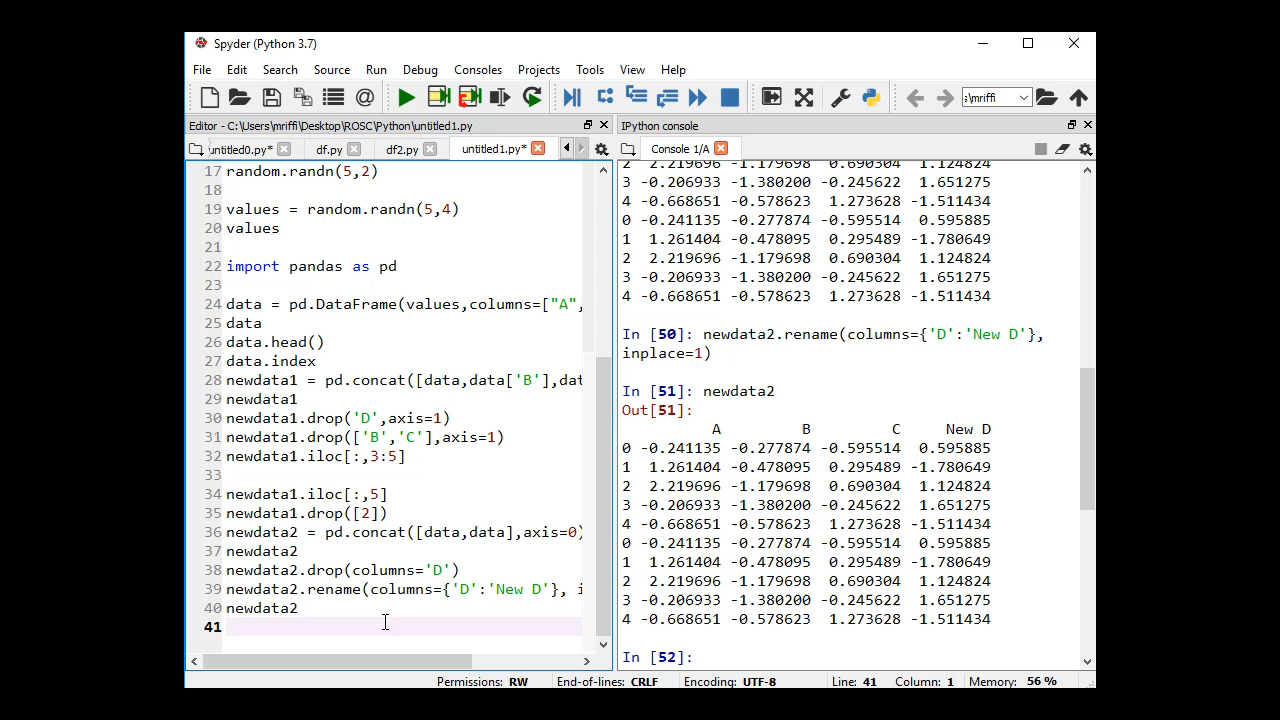 Spyder (Python 3.7)
File Edit Search Source Run Debug Consoles Projects Tools View Help
;\mriffi
Editor - C:\Users\mriffi\Desktop\ROSC\Python\untitled1.py
untitled0.py* df.py df2.py untitled1.py*
17 random.randn(5,2)
18
19 values = random.randn(5,4)
20 values
21
22 import pandas as pd
23
24 data = pd.DataFrame(values,columns=["A",
25 data
26 data.head()
27 data.index
28 newdata1 = pd.concat([data,data['B'],dat
29 newdata1
30 newdata1.drop('D',axis=1)
31 newdata1.drop(['B','C'],axis=1)
32 newdata1.iloc[:,3:5]
33
34 newdata1.iloc[:,5]
35 newdata1.drop([2])
36 newdata2 = pd.concat([data,data],axis=0)
37 newdata2
38 newdata2.drop(columns='D')
39 newdata2.rename(columns={'D':'New D'}, i
40 newdata2
41
IPython console
Console 1/A
2 2.219696 -1.179698 0.690304 1.124824
3 -0.206933 -1.380200 -0.245622 1.651275
4 -0.668651 -0.578623 1.273628 -1.511434
0 -0.241135 -0.277874 -0.595514 0.595885
1 1.261404 -0.478095 0.295489 -1.780649
2 2.219696 -1.179698 0.690304 1.124824
3 -0.206933 -1.380200 -0.245622 1.651275
4 -0.668651 -0.578623 1.273628 -1.511434
In [50]: newdata2.rename(columns={'D':'New D'},
inplace=1)
In [51]: newdata2
Out[51]:
A B C New D
0 -0.241135 -0.277874 -0.595514 0.595885
1 1.261404 -0.478095 0.295489 -1.780649
2 2.219696 -1.179698 0.690304 1.124824
3 -0.206933 -1.380200 -0.245622 1.651275
4 -0.668651 -0.578623 1.273628 -1.511434
0 -0.241135 -0.277874 -0.595514 0.595885
1 1.261404 -0.478095 0.295489 -1.780649
2 2.219696 -1.179698 0.690304 1.124824
3 -0.206933 -1.380200 -0.245622 1.651275
4 -0.668651 -0.578623 1.273628 -1.511434
In [52]:
Permissions: RW End-of-lines: CRLF Encoding: UTF-8 Line: 41 Column: 1 Memory: 56 %